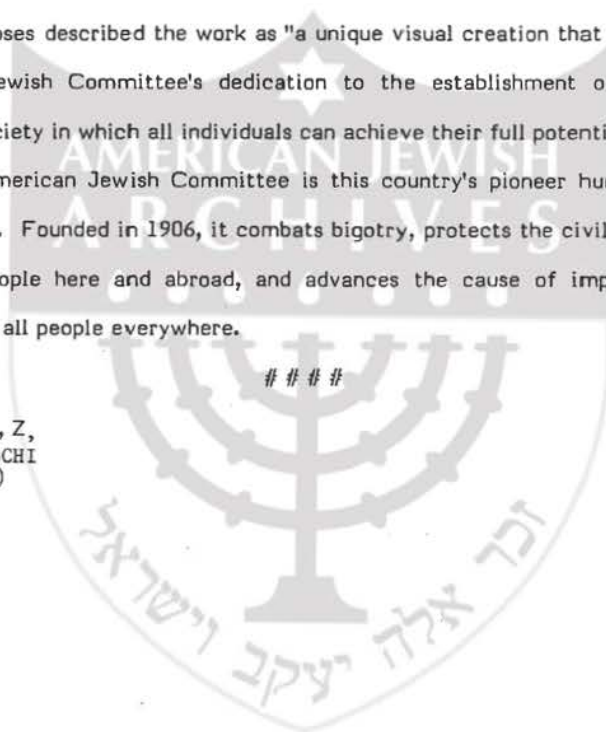 oses described the work as "a unique visual creation that
ewish Committee's dedication to the establishment o
ciety in which all individuals can achieve their full potenti
merican Jewish Committee is this country's pioneer hu
. Founded in 1906, it combats bigotry, protects the civil
ople here and abroad, and advances the cause of imp
all people everywhere.
# # # #
, Z,
CHI
)
AMERICAN JEWISH
ARCHIVES
זכר אלה יעקב וישראל